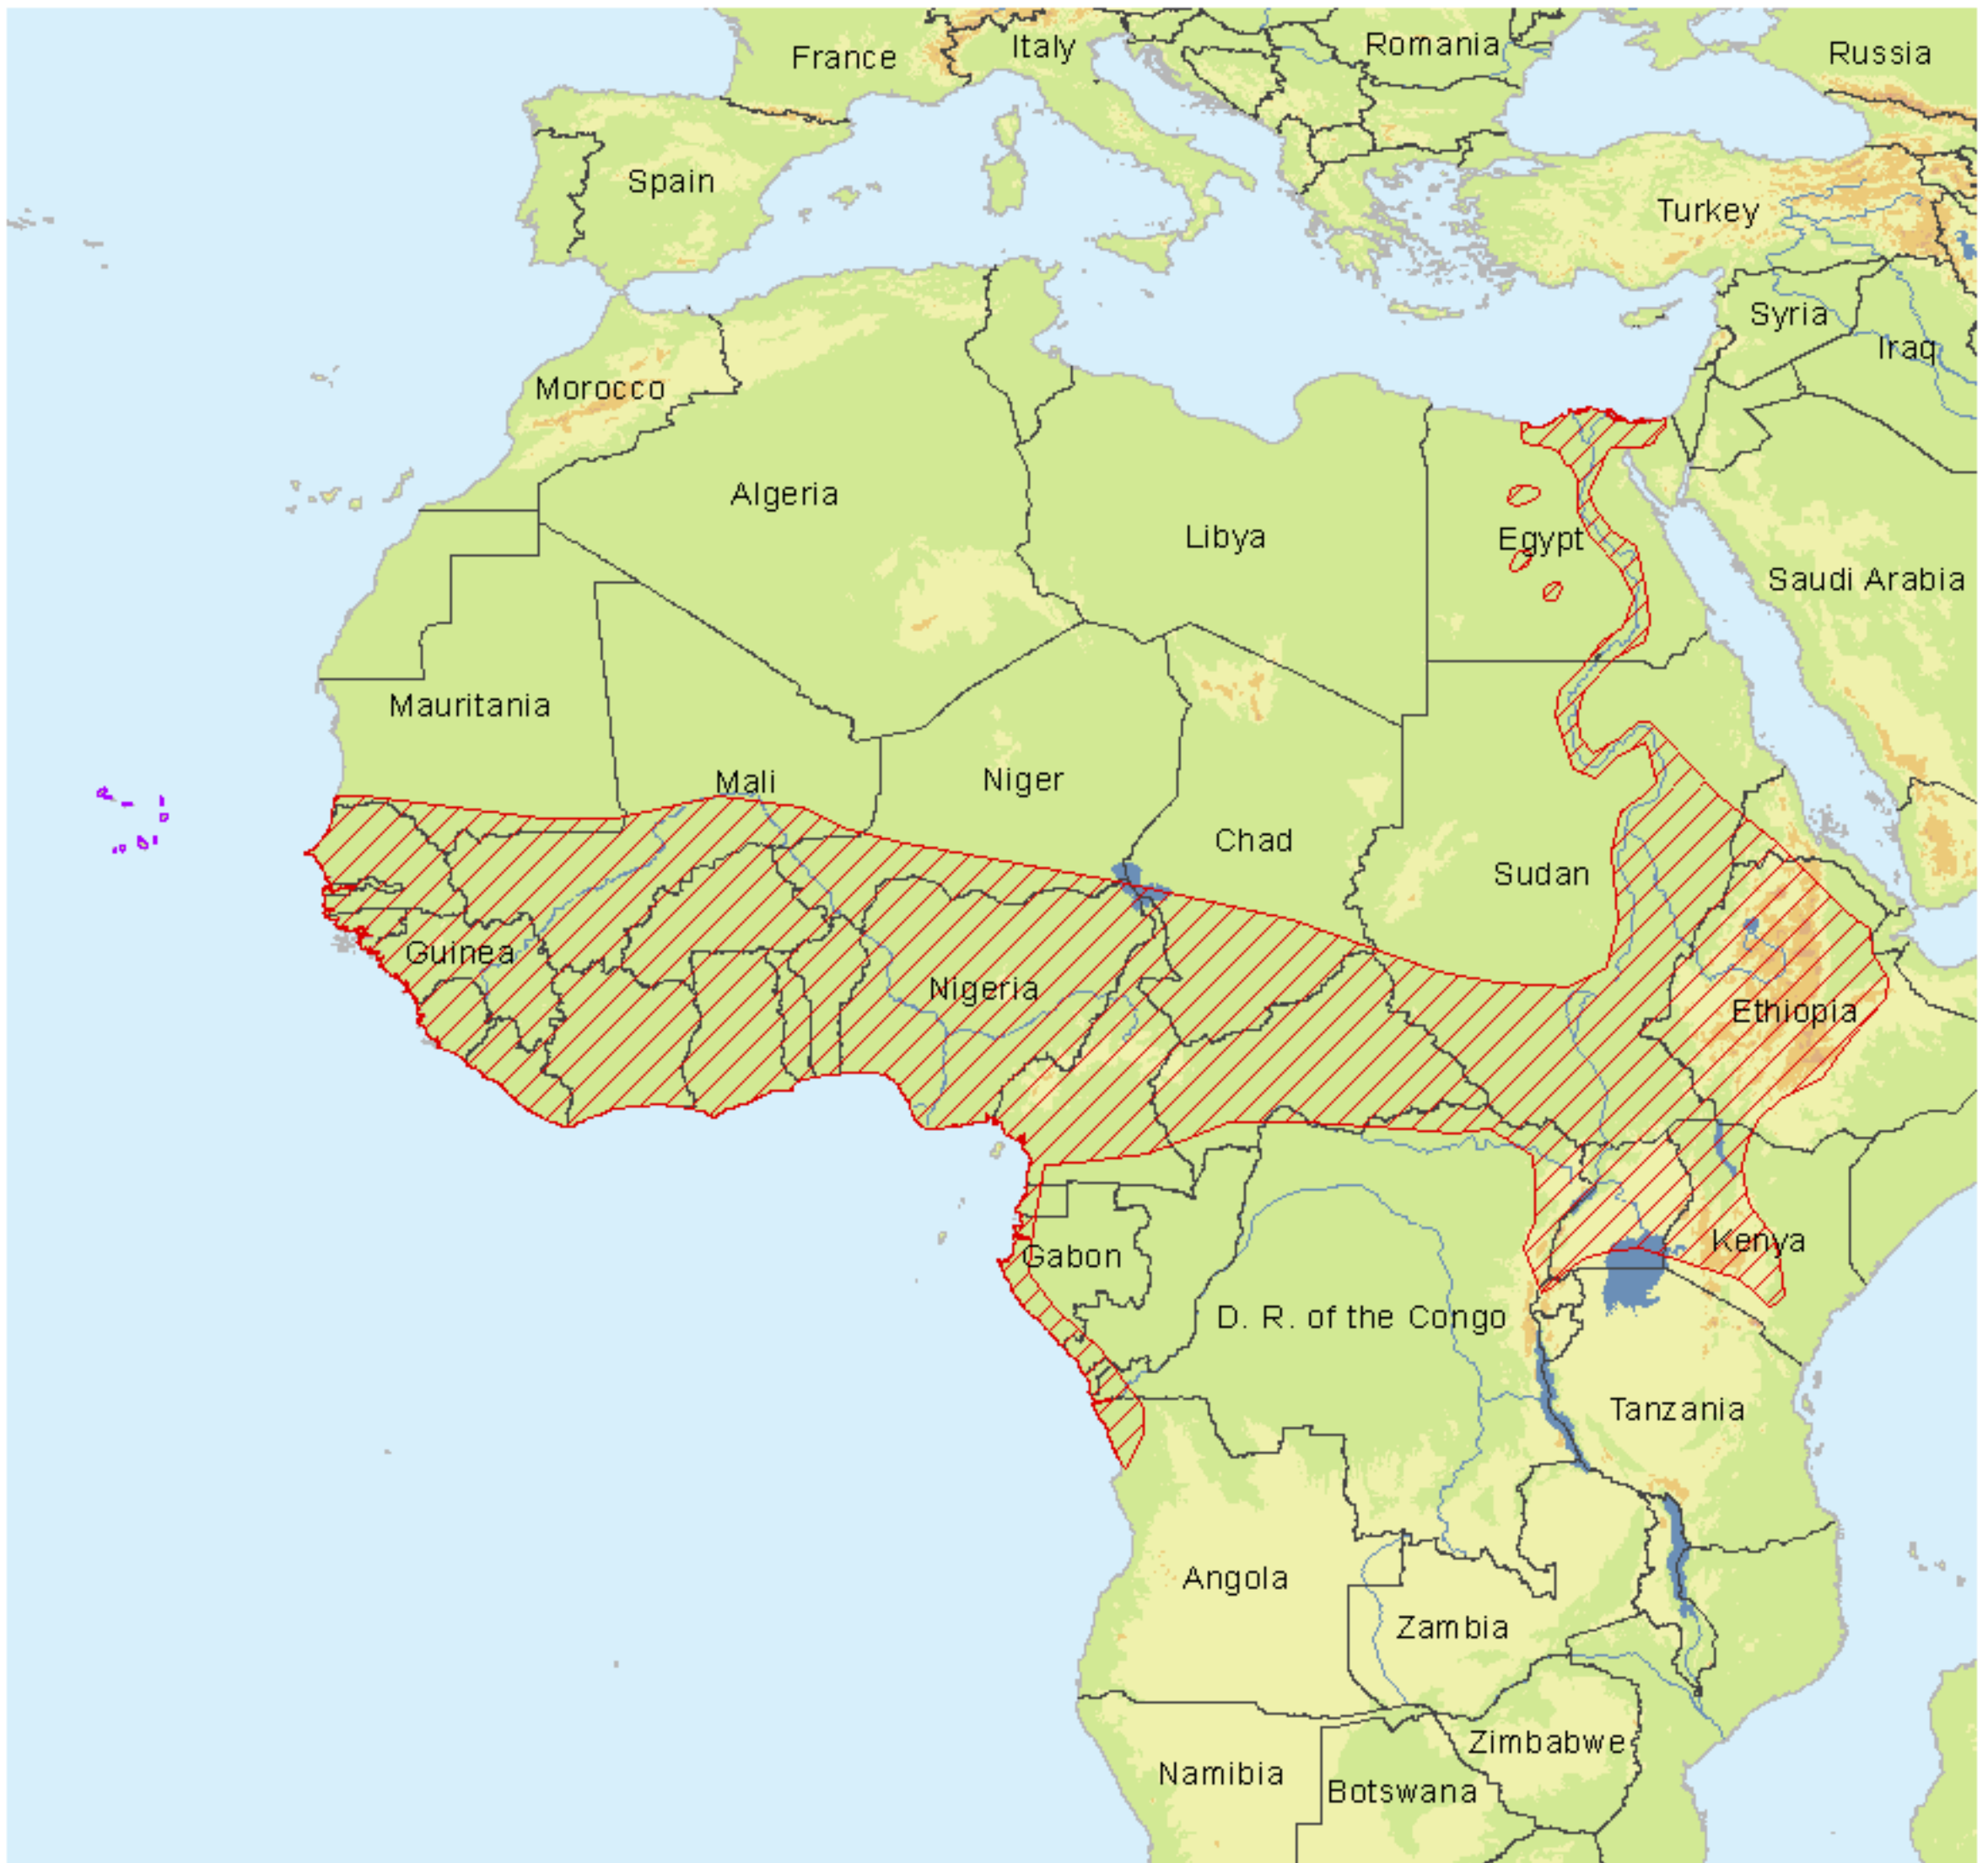 France
Italy
Romania
Russia
Spain
Turkey
Syria
Iraq
Morocco
Algeria
Libya
Egypt
Saudi Arabia
Mauritania
Mali
Niger
Chad
Sudan
Guinea
Nigeria
Ethiopia
Gabon
Kenya
D. R. of the Congo
Tanzania
Angola
Zambia
Zimbabwe
Namibia
Botswana